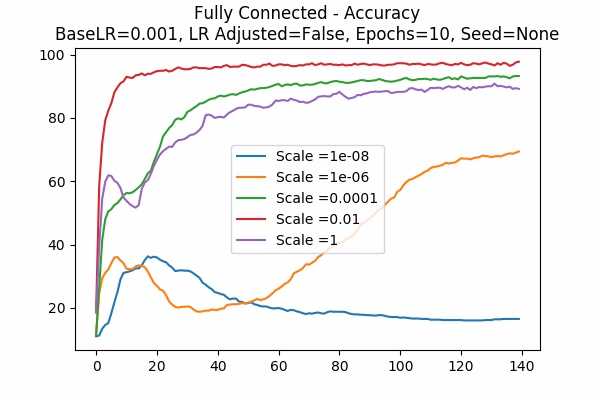 Fully Connected - Accuracy
BaseLR=0.001, LR Adjusted=False, Epochs=10, Seed=None
100
80
60
40
20
Scale =1e-08
Scale =1e-06
Scale =0.0001
Scale =0.01
Scale =1
0 20 40 60 80 100 120 140